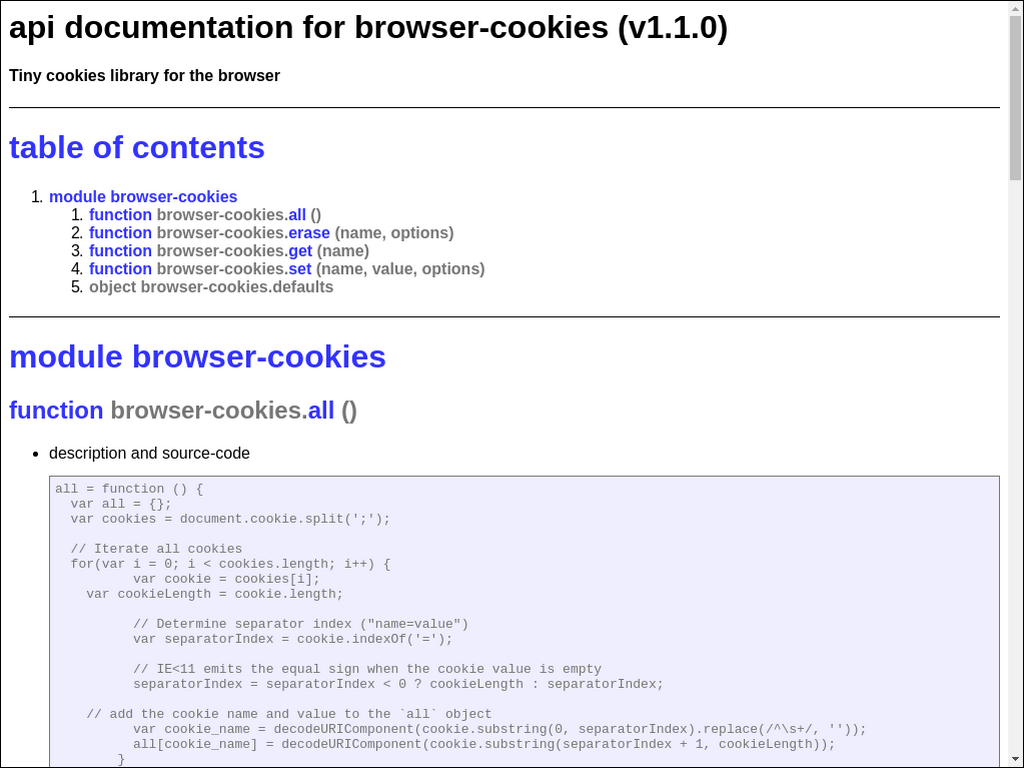 api documentation for browser-cookies (v1.1.0)
Tiny cookies library for the browser
table of contents
1. module browser-cookies
1. function browser-cookies.all ()
2. function browser-cookies.erase (name, options)
3. function browser-cookies.get (name)
4. function browser-cookies.set (name, value, options)
5. object browser-cookies.defaults
module browser-cookies
function browser-cookies.all ()
• description and source-code
all = function () {
  var all = {};
  var cookies = document.cookie.split(';');
  // Iterate all cookies
  for(var i = 0; i < cookies.length; i++) {
          var cookie = cookies[i];
    var cookieLength = cookie.length;
          // Determine separator index ("name=value")
          var separatorIndex = cookie.indexOf('=');
          // IE<11 emits the equal sign when the cookie value is empty
          separatorIndex = separatorIndex < 0 ? cookieLength : separatorIndex;
    // add the cookie name and value to the `all` object
          var cookie_name = decodeURIComponent(cookie.substring(0, separatorIndex).replace(/^\s+/, ''));
          all[cookie_name] = decodeURIComponent(cookie.substring(separatorIndex + 1, cookieLength));
        }